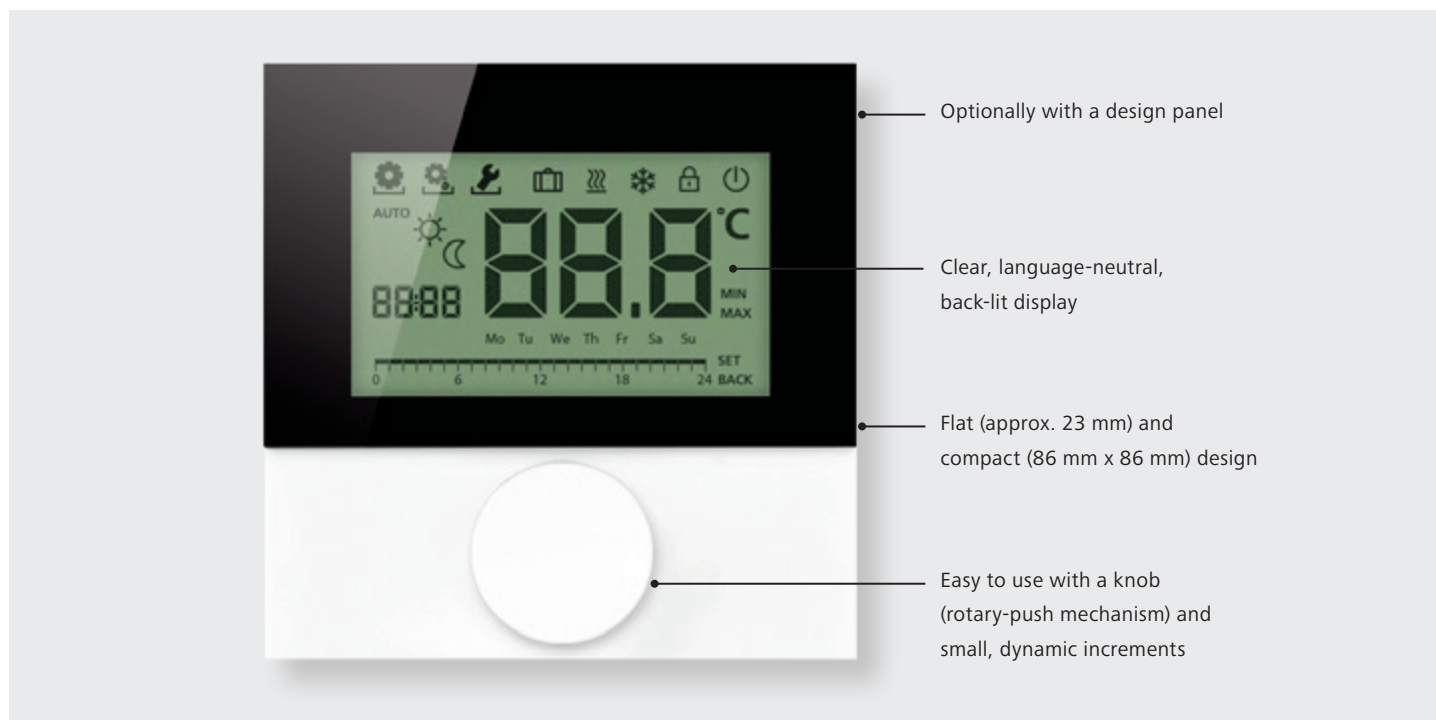 Optionally with a design panel
AUTO
88.8 °C
Clear, language-neutral,
back-lit display
88:88
MIN
MAX
Mo Tu We Th Fr Sa Su
SET
0 6 12 18 24 BACK
Flat (approx. 23 mm) and
compact (86 mm x 86 mm) design
Easy to use with a knob
(rotary-push mechanism) and
small, dynamic increments